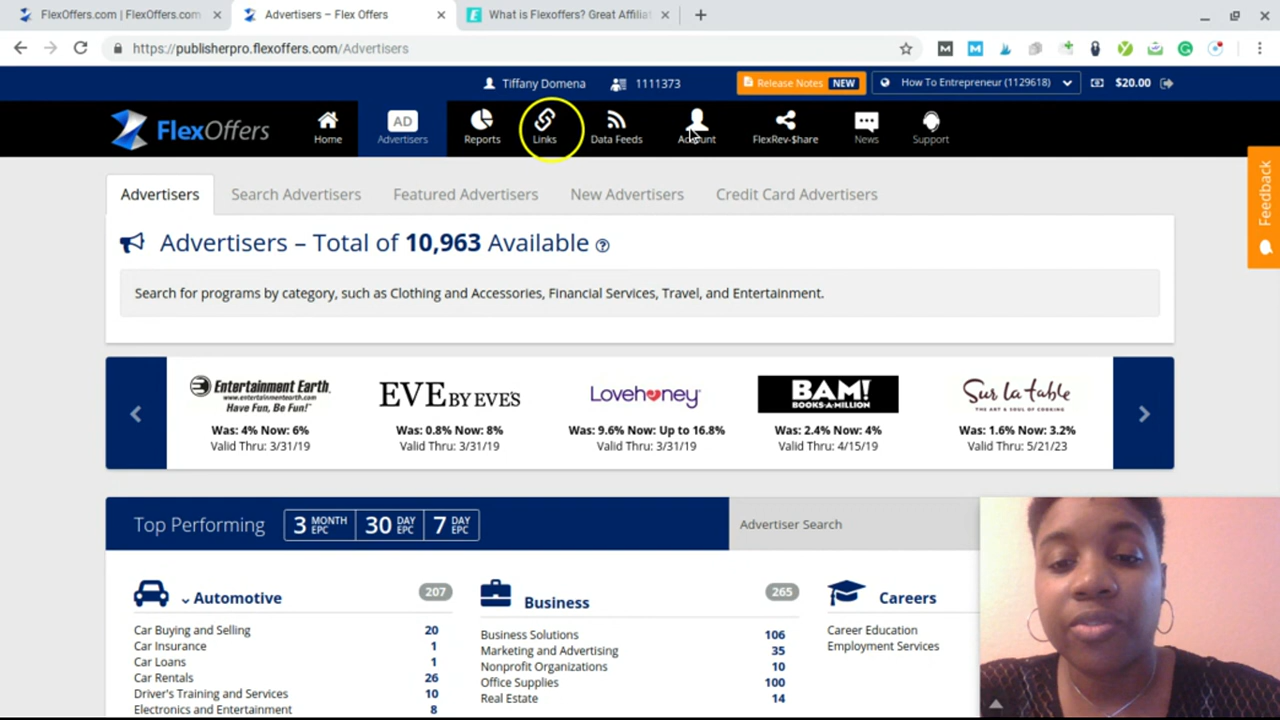 FlexOffers.com | FlexOffers.com
Advertisers – Flex Offers
What is Flexoffers? Great Affiliat
https://publisherpro.flexoffers.com/Advertisers
Tiffany Domena
1111373
Release Notes NEW
How To Entrepreneur (1129618)
$20.00
FlexOffers
Home
AD
Advertisers
Reports
Links
Data Feeds
Account
FlexRev-$hare
News
Support
Feedback
Advertisers
Search Advertisers
Featured Advertisers
New Advertisers
Credit Card Advertisers
Advertisers – Total of 10,963 Available
Search for programs by category, such as Clothing and Accessories, Financial Services, Travel, and Entertainment.
Entertainment Earth
www.entertainmentearth.com
Have Fun, Be Fun!
Was: 4% Now: 6%
Valid Thru: 3/31/19
EVE BY EVE'S
Was: 0.8% Now: 8%
Valid Thru: 3/31/19
Lovehoney
Was: 9.6% Now: Up to 16.8%
Valid Thru: 3/31/19
BAM!
BOOKS-A-MILLION
Was: 2.4% Now: 4%
Valid Thru: 4/15/19
Sur la table
THE ART & SOUL OF COOKING
Was: 1.6% Now: 3.2%
Valid Thru: 5/21/23
Top Performing
3 MONTH EPC
30 DAY EPC
7 DAY EPC
Advertiser Search
Automotive 207
Car Buying and Selling 20
Car Insurance 1
Car Loans 1
Car Rentals 26
Driver's Training and Services 10
Electronics and Entertainment 8
Business 265
Business Solutions 106
Marketing and Advertising 35
Nonprofit Organizations 10
Office Supplies 100
Real Estate 14
Careers
Career Education
Employment Services